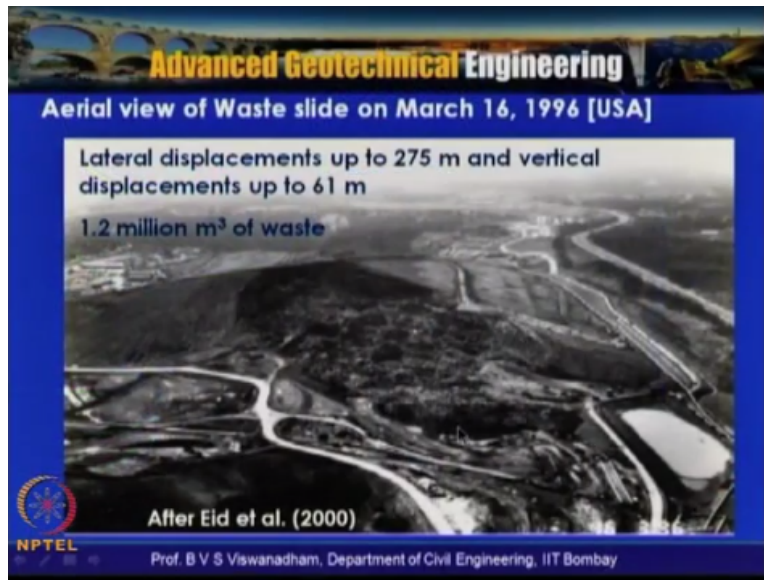 Advanced Geotechnical Engineering
Aerial view of Waste slide on March 16, 1996 [USA]
Lateral displacements up to 275 m and vertical
displacements up to 61 m
1.2 million m³ of waste
After Eid et al. (2000)
NPTEL
Prof. B V S Viswanadham, Department of Civil Engineering, IIT Bombay